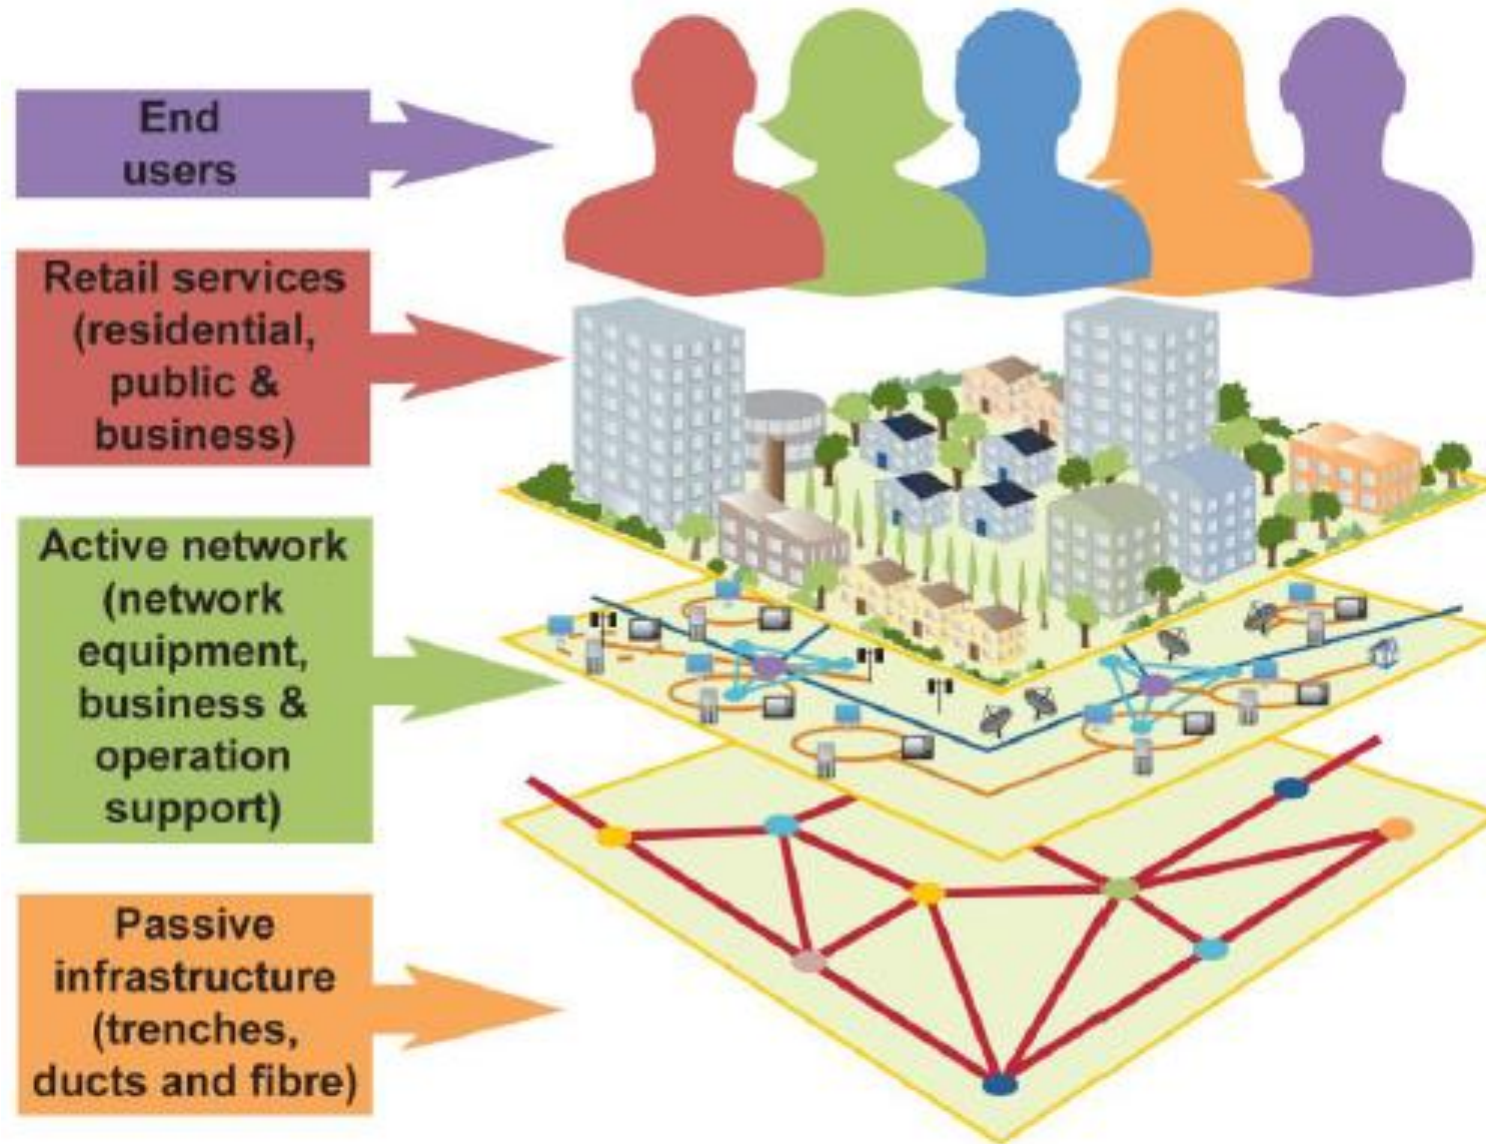 End
users
Retail services
(residential,
public &
business)
Active network
(network
equipment,
business &
operation
support)
Passive
infrastructure
(trenches,
ducts and fibre)